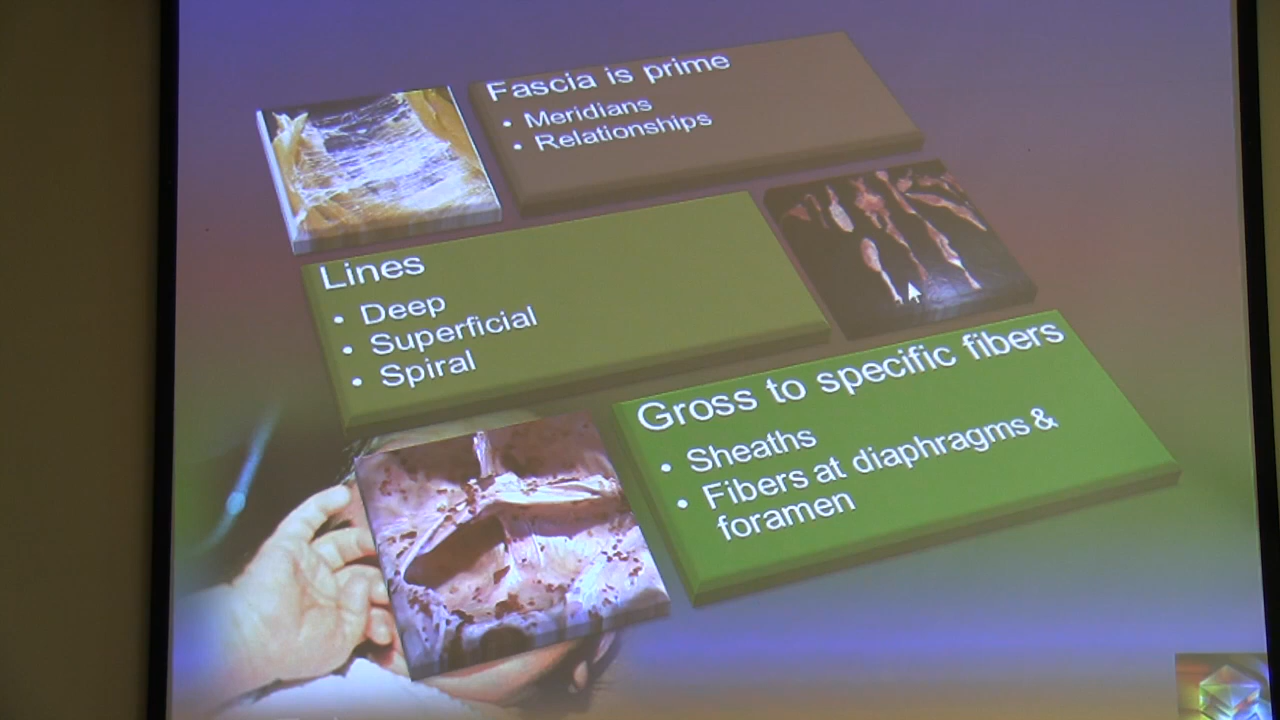 Fascia is prime
• Meridians
• Relationships
Lines
• Deep
• Superficial
• Spiral
Gross to specific fibers
• Sheaths
• Fibers at diaphragms &
foramen